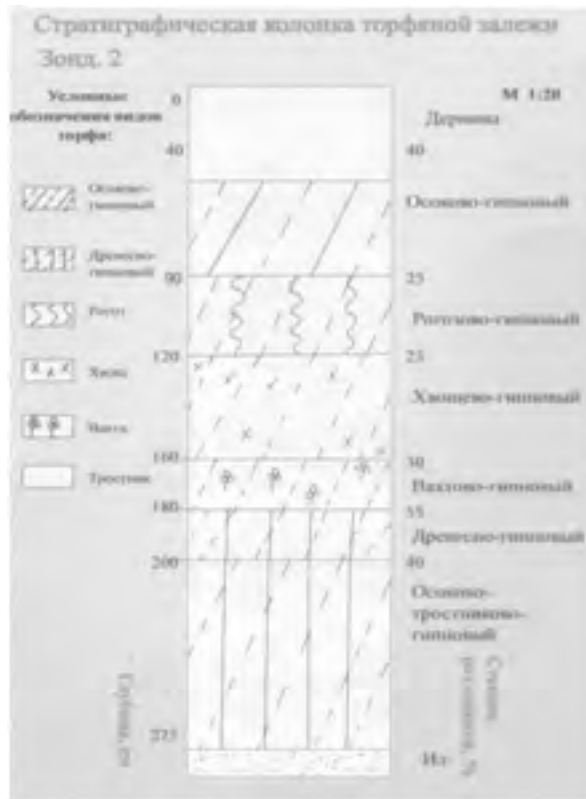 Стратиграфическая колонка торфяной залежи
Зонд. 2
Условные
обозначения видов
торфа:
М 1:20
0
40
90
120
160
180
200
275
Осоково-
гипновый
Древесно-
гипновый
Рогоз
Хвощ
Вахта
Тростник
Дернина
40
Осоково-гипновый
25
Рогозово-гипновый
25
Хвощево-гипновый
30
Вахтово-гипновый
35
Древесно-гипновый
40
Осоково-
тростниково-
гипновый
Ил
Глубина, см
Степень
разложения, %